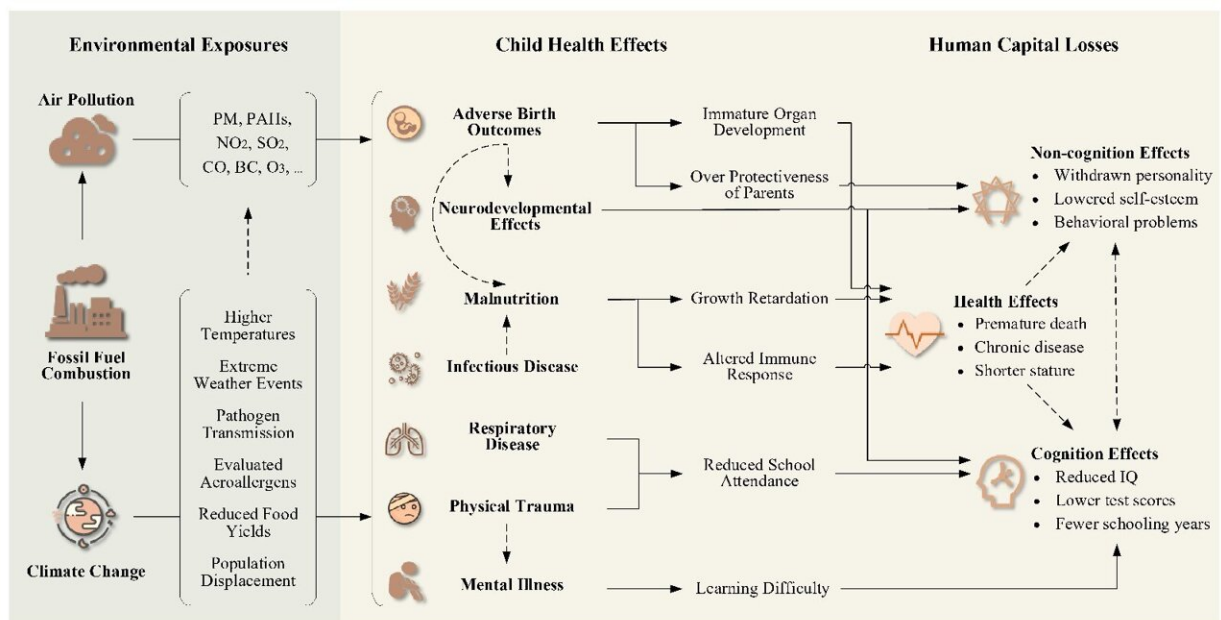 Environmental Exposures
Child Health Effects
Human Capital Losses
Air Pollution
PM, PAHs,
NO2, SO2,
CO, BC, O3, ...
Fossil Fuel
Combustion
Higher
Temperatures
Extreme
Weather Events
Pathogen
Transmission
Evaluated
Aeroallergens
Reduced Food
Yields
Population
Displacement
Climate Change
Adverse Birth
Outcomes
Neurodevelopmental
Effects
Malnutrition
Infectious Disease
Respiratory
Disease
Physical Trauma
Mental Illness
Immature Organ
Development
Over Protectiveness
of Parents
Growth Retardation
Altered Immune
Response
Reduced School
Attendance
Learning Difficulty
Non-cognition Effects
• Withdrawn personality
• Lowered self-esteem
• Behavioral problems
Health Effects
• Premature death
• Chronic disease
• Shorter stature
Cognition Effects
• Reduced IQ
• Lower test scores
• Fewer schooling years